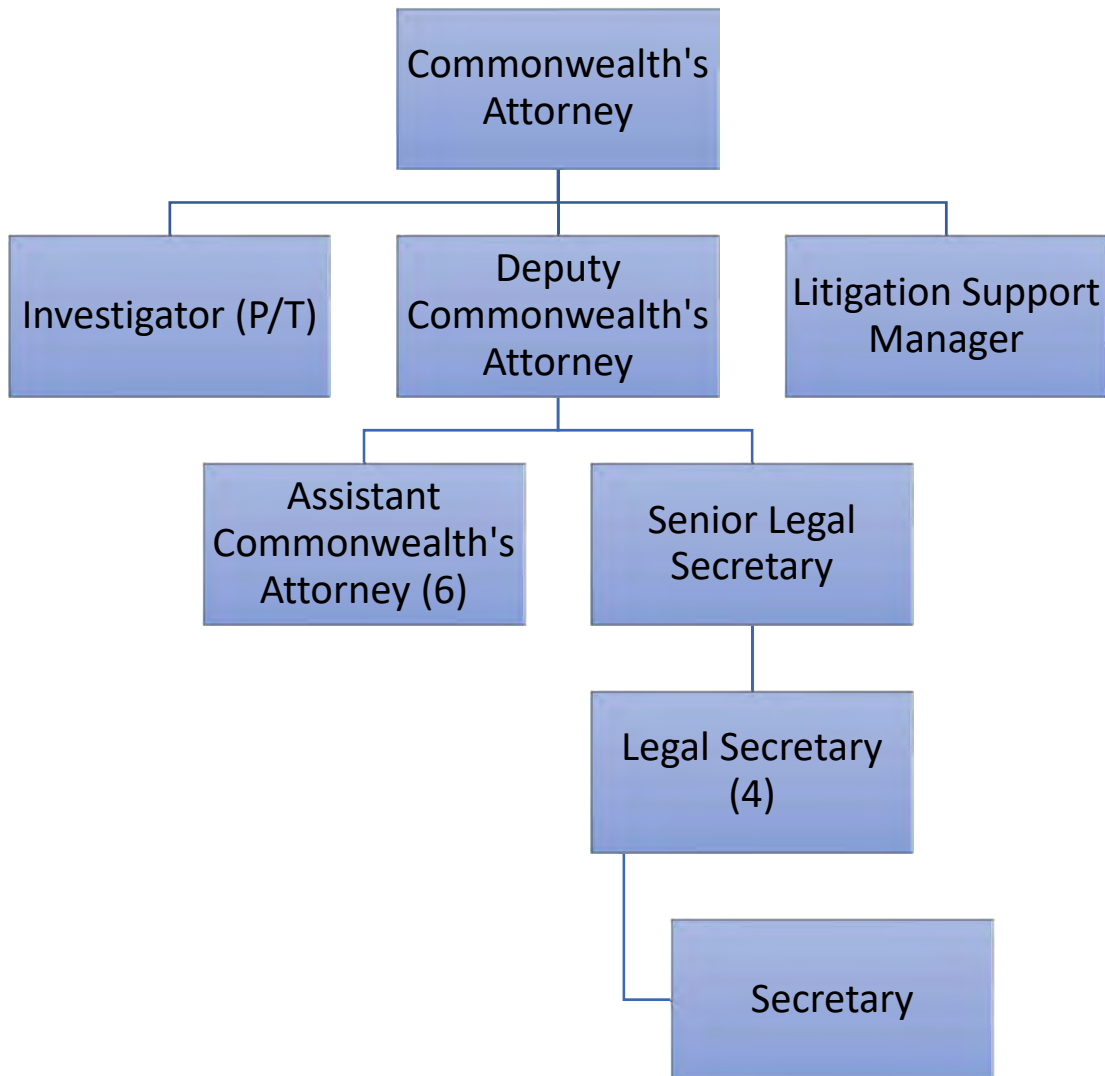 Commonwealth's
Attorney
Investigator (P/T)
Deputy
Commonwealth's
Attorney
Litigation Support
Manager
Assistant
Commonwealth's
Attorney (6)
Senior Legal
Secretary
Legal Secretary
(4)
Secretary